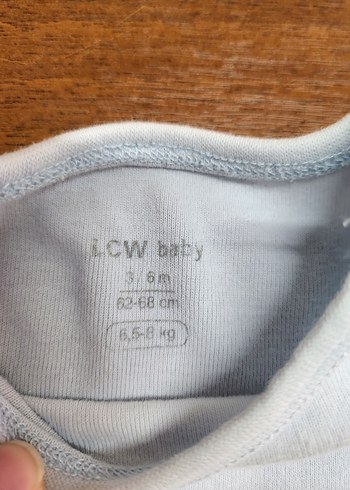 LCW baby
3 6m
62-68 cm
6,5-8 kg